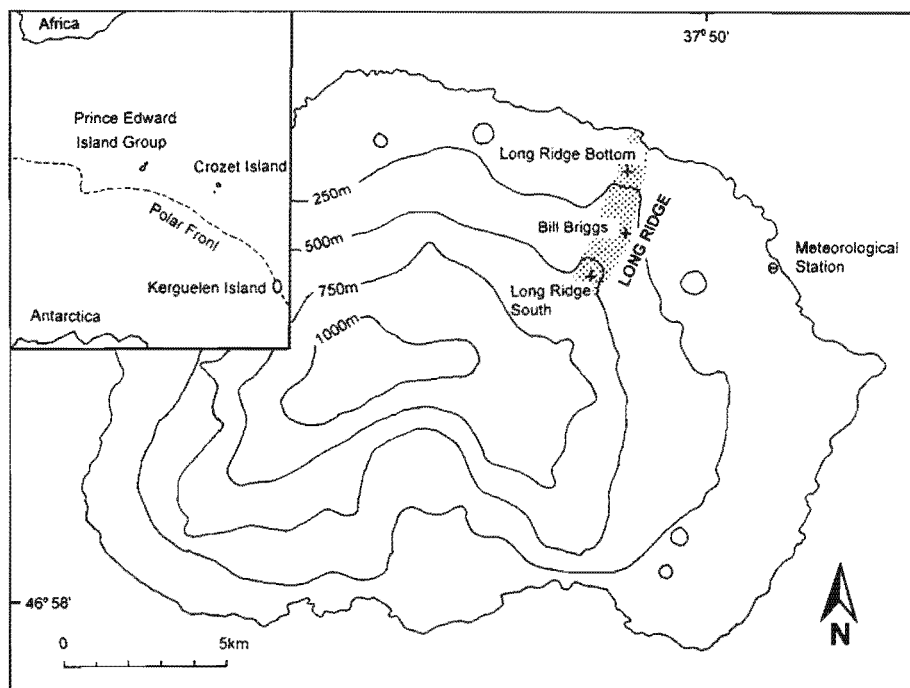 Africa
Prince Edward
Island Group
Crozet Island
Polar Front
Kerguelen Island
Antarctica
37° 50'
Long Ridge Bottom
250m
Bill Briggs
LONG RIDGE
500m
Meteorological
Station
Long Ridge
South
750m
1000m
46° 58'
0
5km
N